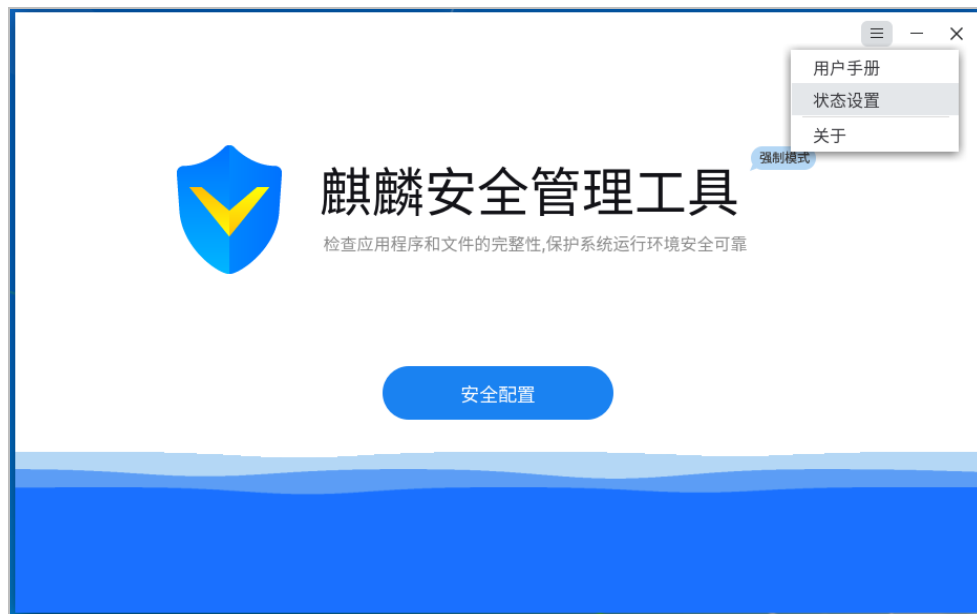 用户手册
状态设置
关于
强制模式
麒麟安全管理工具
检查应用程序和文件的完整性,保护系统运行环境安全可靠
安全配置